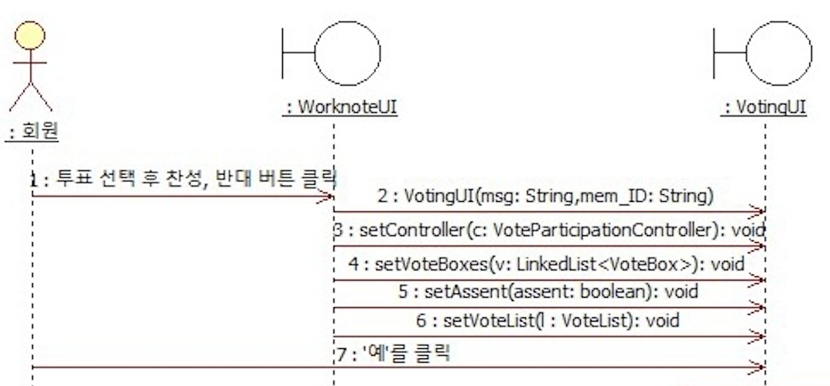 : WorknoteUI
: VotingUI
: 회원
1 : 투표 선택 후 찬성, 반대 버튼 클릭
2 : VotingUI(msg: String,mem_ID: String)
3 : setController(c: VoteParticipationController): void
4 : setVoteBoxes(v: LinkedList<VoteBox>): void
5 : setAssent(assent: boolean): void
6 : setVoteList(l : VoteList): void
7 : '예'를 클릭